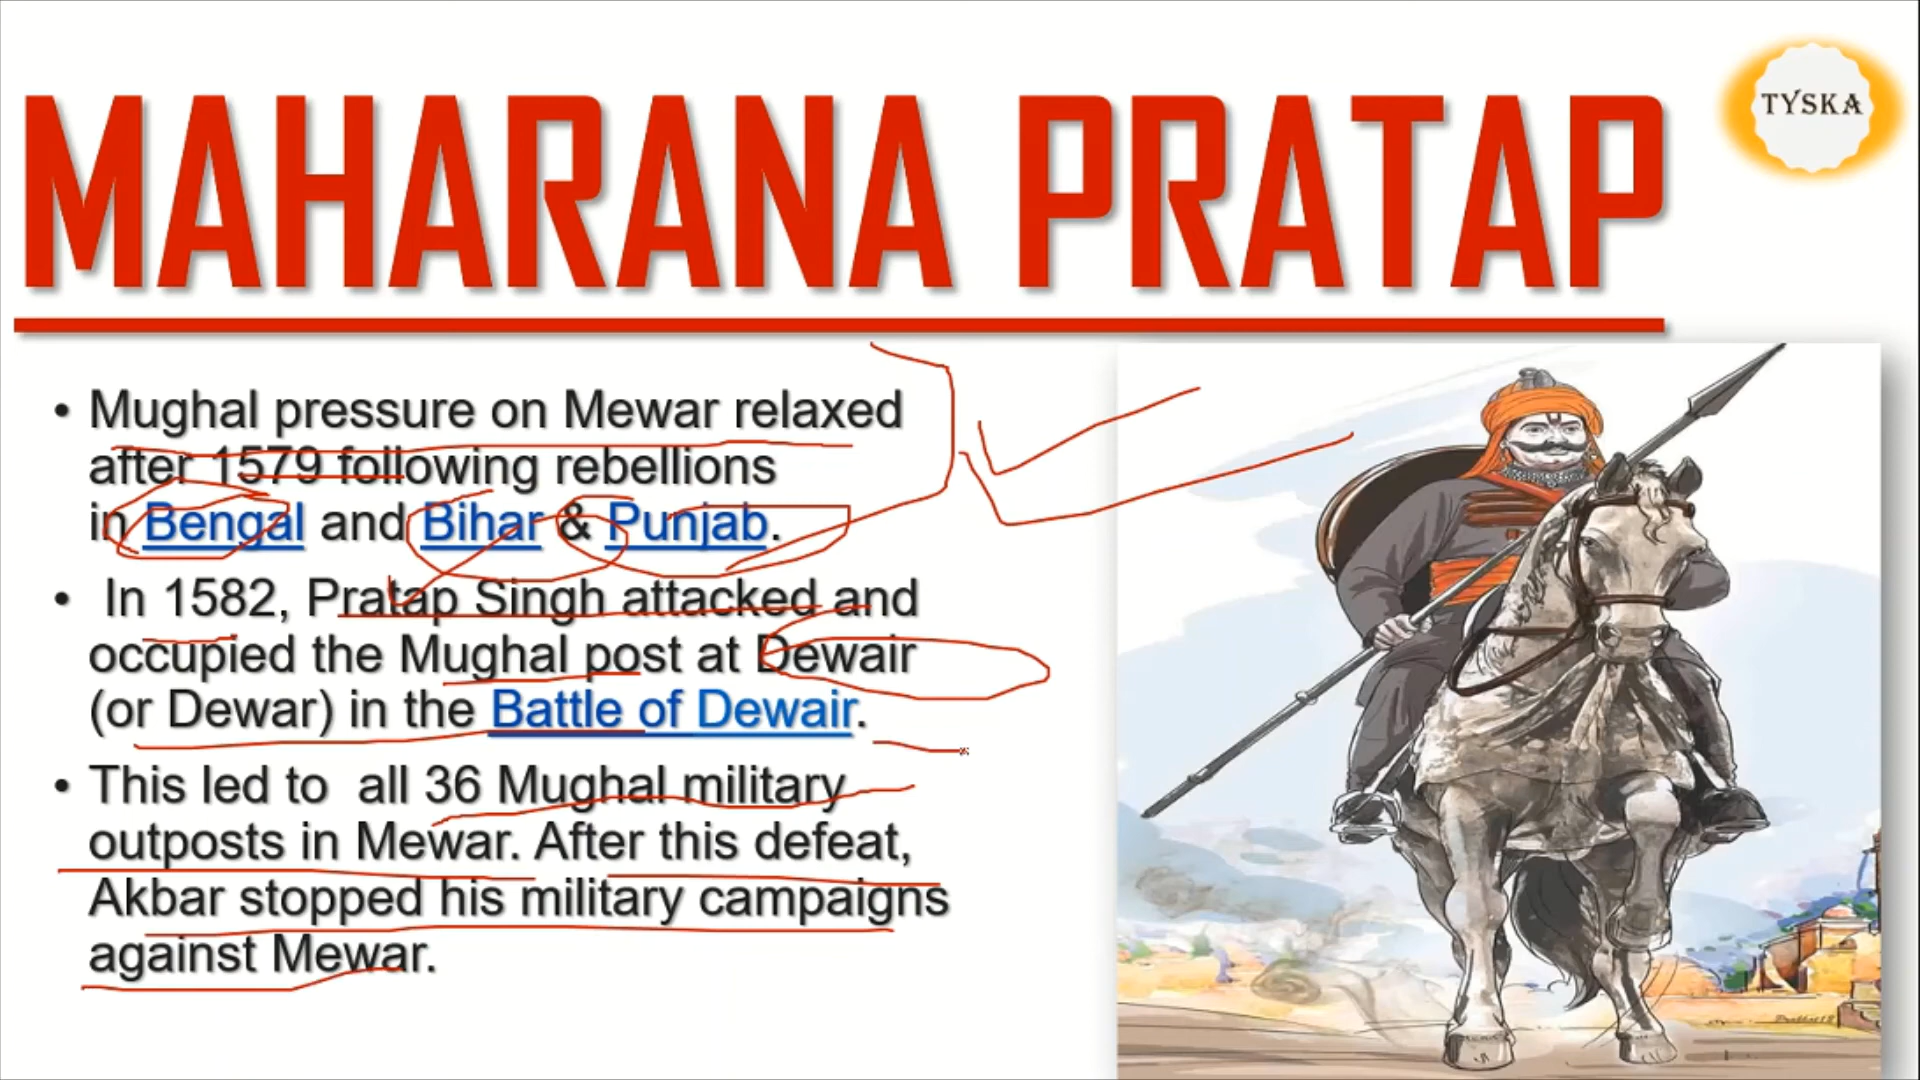 MAHARANA PRATAP
TYSKA
• Mughal pressure on Mewar relaxed
after 1579 following rebellions
in Bengal and Bihar & Punjab.
• In 1582, Pratap Singh attacked and
occupied the Mughal post at Dewair
(or Dewar) in the Battle of Dewair.
• This led to all 36 Mughal military
outposts in Mewar. After this defeat,
Akbar stopped his military campaigns
against Mewar.